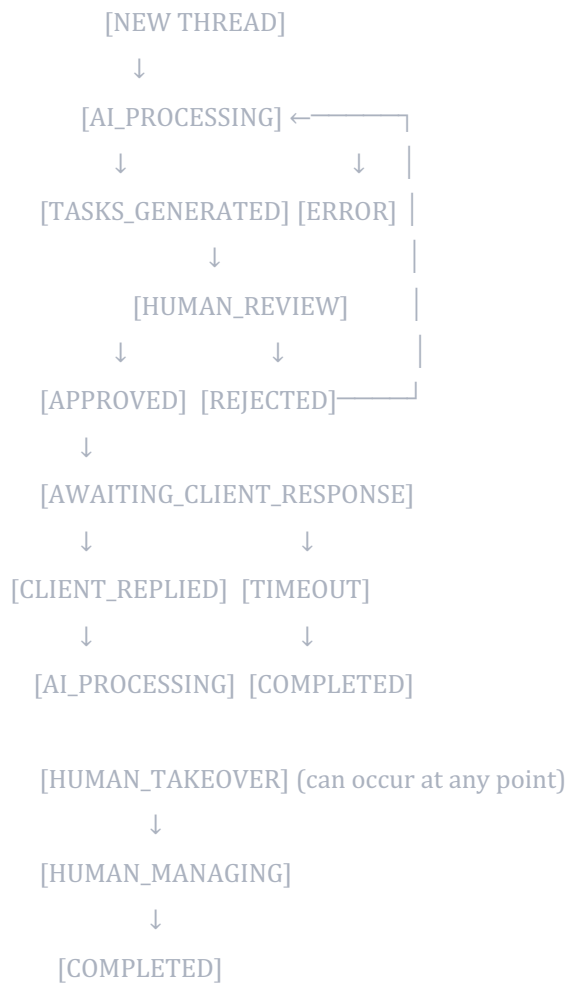 [NEW THREAD]
↓
[AI_PROCESSING] ←──────┐
↓ ↓ │
[TASKS_GENERATED] [ERROR] │
↓ │
[HUMAN_REVIEW] │
↓ ↓ │
[APPROVED] [REJECTED]─────┘
↓
[AWAITING_CLIENT_RESPONSE]
↓ ↓
[CLIENT_REPLIED] [TIMEOUT]
↓ ↓
[AI_PROCESSING] [COMPLETED]
[HUMAN_TAKEOVER] (can occur at any point)
↓
[HUMAN_MANAGING]
↓
[COMPLETED]